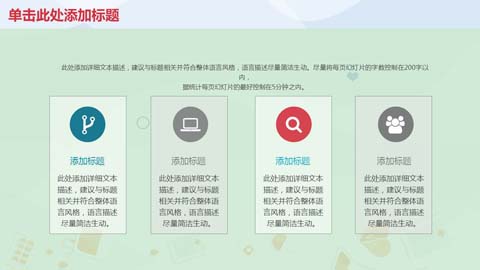 单击此处添加标题
此处添加详细文本描述，建议与标题相关并符合整体语言风格，语言描述尽量简洁生动。尽量将每页幻灯片的字数控制在200字以
内，
据统计每页幻灯片的最好控制在5分钟之内。
添加标题
此处添加详细文本
描述，建议与标题
相关并符合整体语
言风格，语言描述
尽量简洁生动。
添加标题
此处添加详细文本
描述，建议与标题
相关并符合整体语
言风格，语言描述
尽量简洁生动。
添加标题
此处添加详细文本
描述，建议与标题
相关并符合整体语
言风格，语言描述
尽量简洁生动。
添加标题
此处添加详细文本
描述，建议与标题
相关并符合整体语
言风格，语言描述
尽量简洁生动。